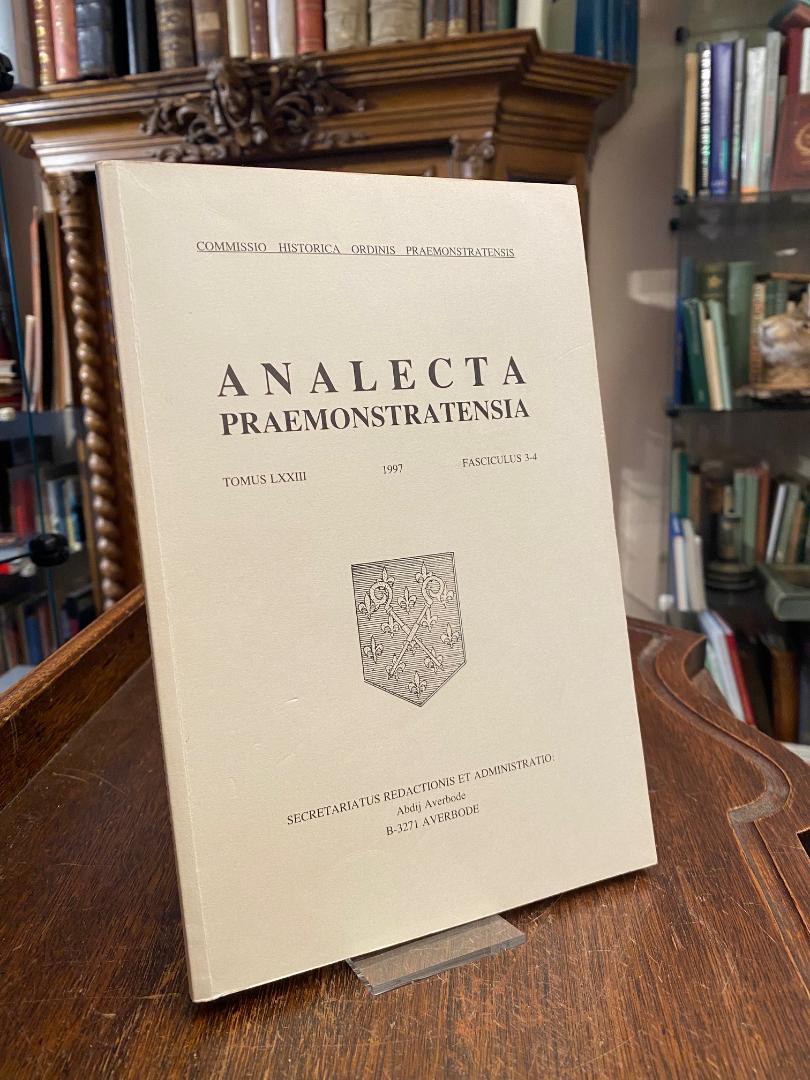 COMMISSIO HISTORICA ORDINIS PRAEMONSTRATENSIS
ANALECTA
PRAEMONSTRATENSIA
TOMUS LXXIII 1997 FASCICULUS 3-4
SECRETARIATUS REDACTIONIS ET ADMINISTRATIO:
Abdij Averbode
B-3271 AVERBODE